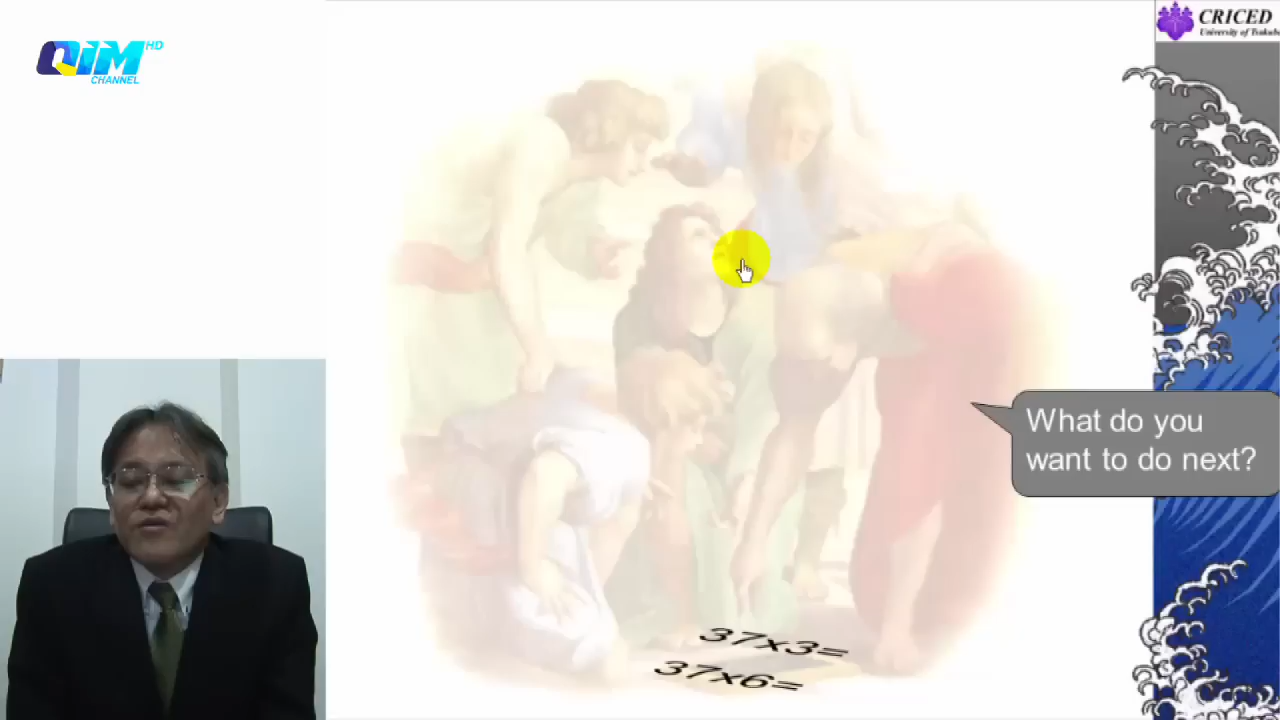 QIM HD
CHANNEL
CRICED
University of Tsukuba
What do you
want to do next?
37x3=
37x6=